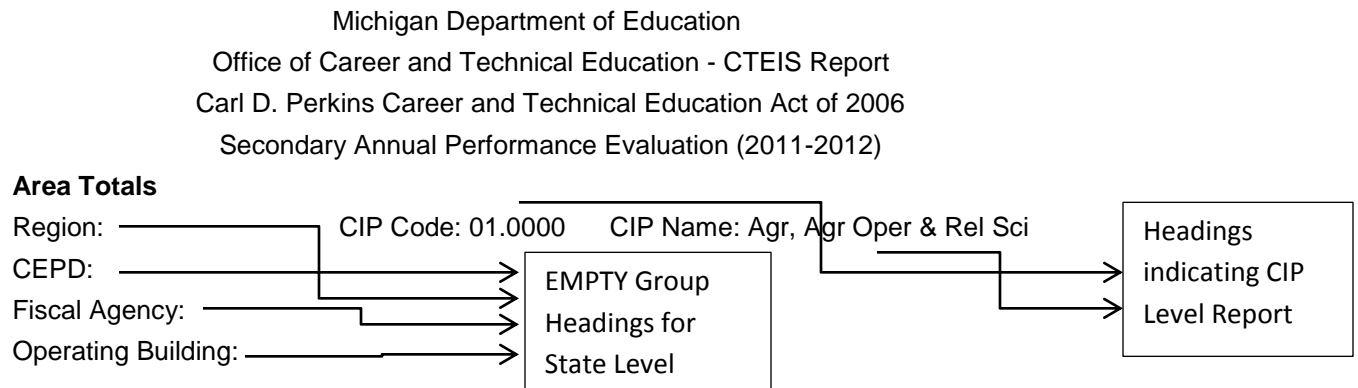 Michigan Department of Education
Office of Career and Technical Education - CTEIS Report
Carl D. Perkins Career and Technical Education Act of 2006
Secondary Annual Performance Evaluation (2011-2012)
Area Totals
Region: CIP Code: 01.0000 CIP Name: Agr, Agr Oper & Rel Sci
CEPD:
Fiscal Agency:
Operating Building:
EMPTY Group
Headings for
State Level
Headings
indicating CIP
Level Report